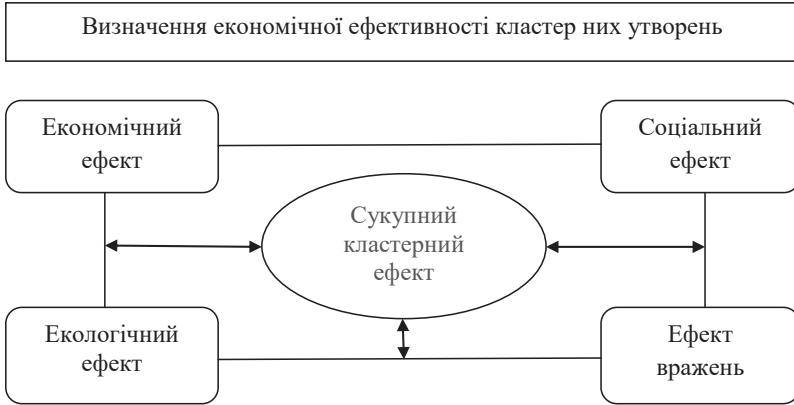 Визначення економічної ефективності кластер них утворень
Економічний
ефект
Соціальний
ефект
Сукупний
кластерний
ефект
Екологічний
ефект
Ефект
вражень